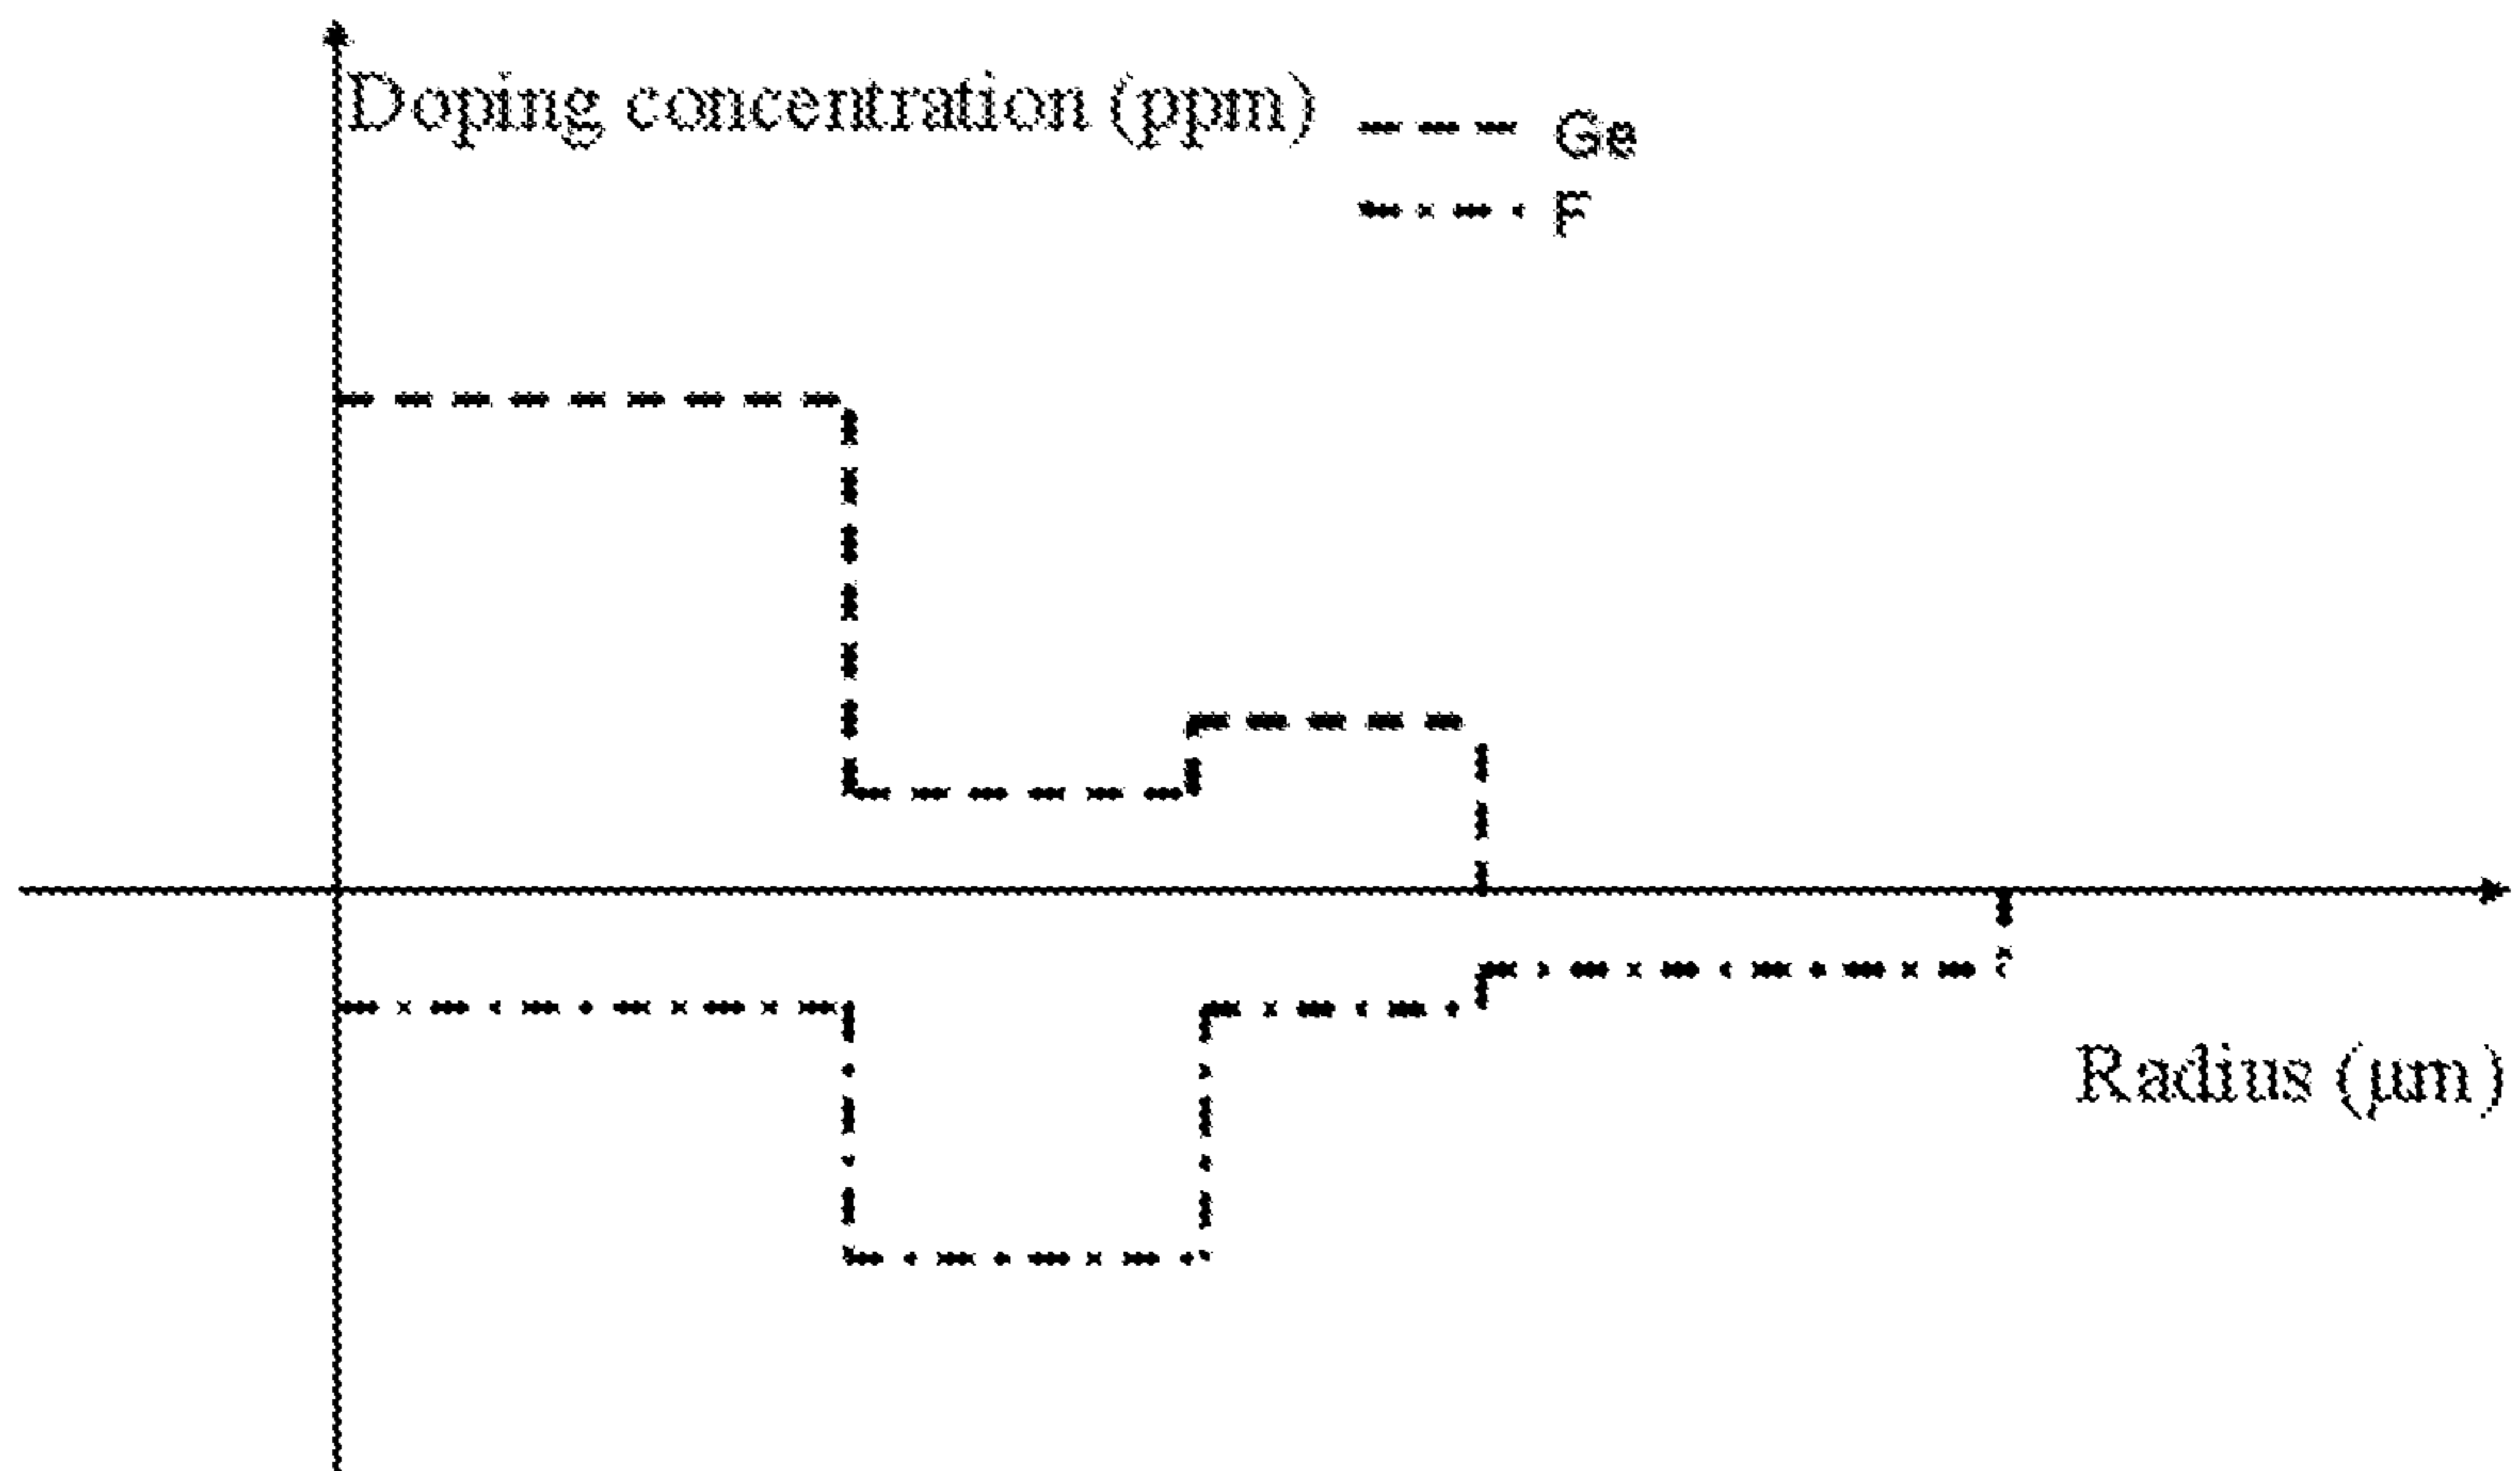 Doping concentration (ppm)
Ge
F
Radius (μm)